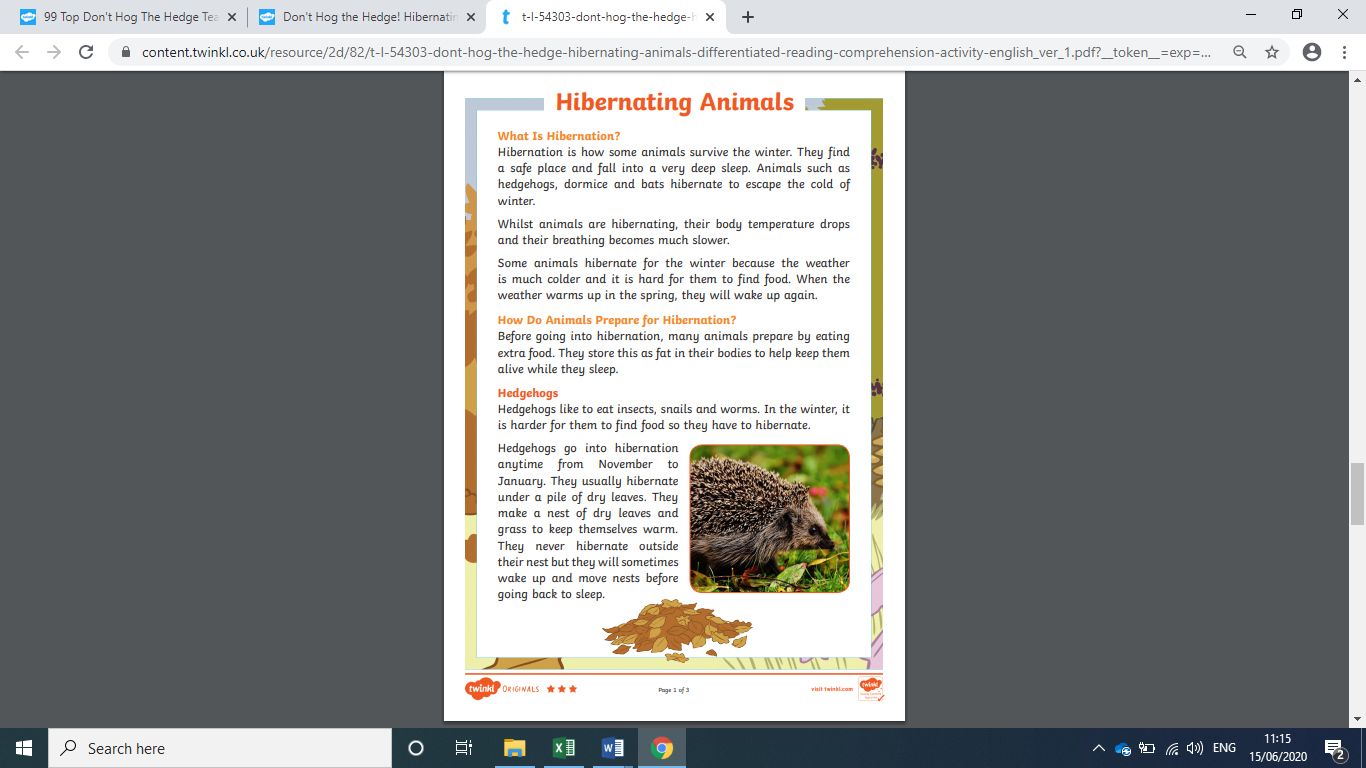 99 Top Don't Hog The Hedge Tea
Don't Hog the Hedge! Hibernatin
t-l-54303-dont-hog-the-hedge-h
content.twinkl.co.uk/resource/2d/82/t-l-54303-dont-hog-the-hedge-hibernating-animals-differentiated-reading-comprehension-activity-english_ver_1.pdf?__token__=exp=...
Hibernating Animals
What Is Hibernation?
Hibernation is how some animals survive the winter. They find
a safe place and fall into a very deep sleep. Animals such as
hedgehogs, dormice and bats hibernate to escape the cold of
winter.
Whilst animals are hibernating, their body temperature drops
and their breathing becomes much slower.
Some animals hibernate for the winter because the weather
is much colder and it is hard for them to find food. When the
weather warms up in the spring, they will wake up again.
How Do Animals Prepare for Hibernation?
Before going into hibernation, many animals prepare by eating
extra food. They store this as fat in their bodies to help keep them
alive while they sleep.
Hedgehogs
Hedgehogs like to eat insects, snails and worms. In the winter, it
is harder for them to find food so they have to hibernate.
Hedgehogs go into hibernation
anytime from November to
January. They usually hibernate
under a pile of dry leaves. They
make a nest of dry leaves and
grass to keep themselves warm.
They never hibernate outside
their nest but they will sometimes
wake up and move nests before
going back to sleep.
twinkl ORIGINALS
Page 1 of 3
visit twinkl.com
twinkl
Search here
ENG
11:15
15/06/2020
2